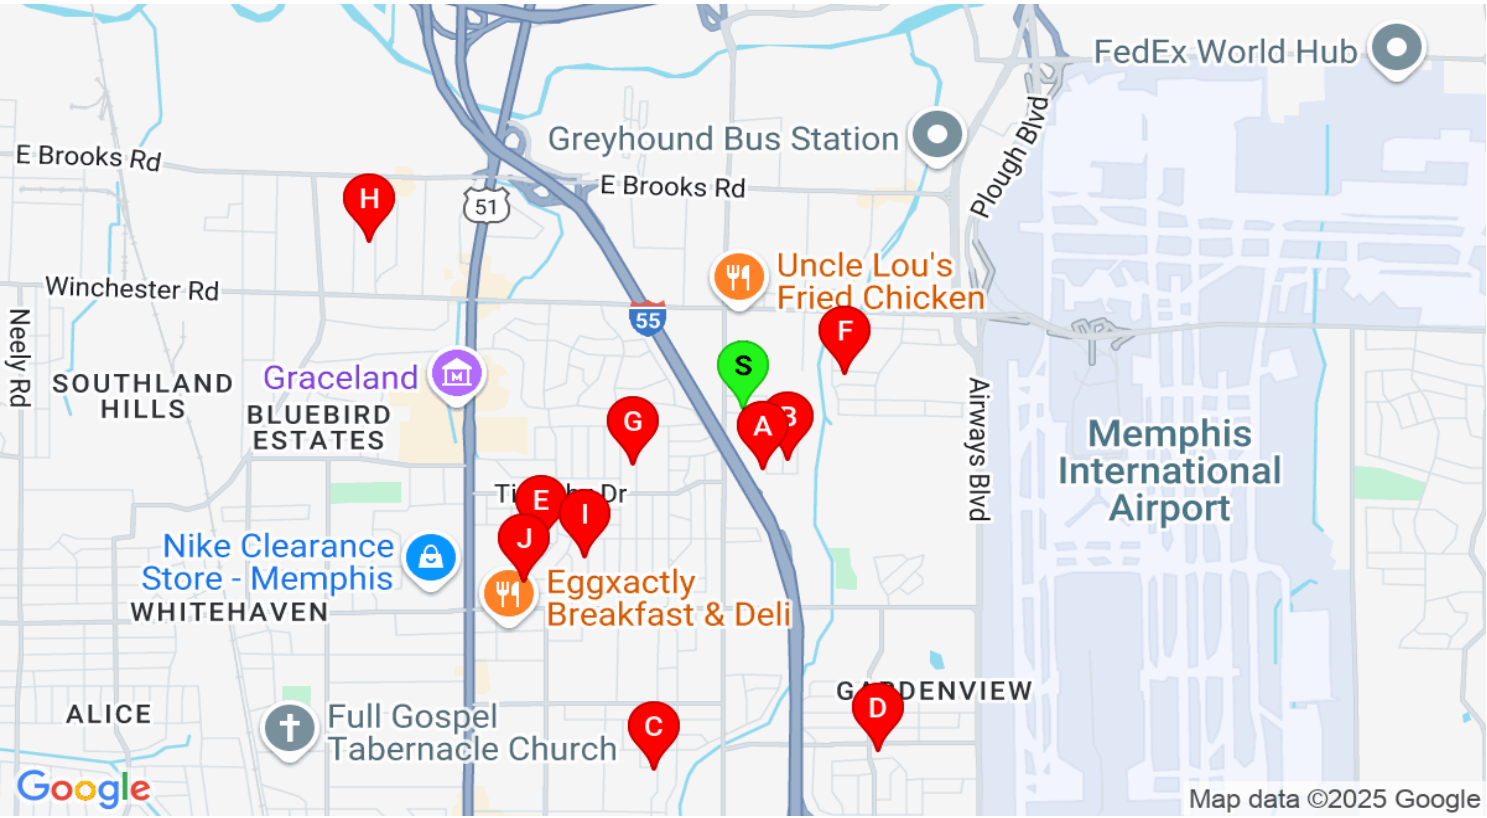 FedEx World Hub
Greyhound Bus Station
Plough Blvd
E Brooks Rd
E Brooks Rd
H
51
Uncle Lou's
Fried Chicken
Winchester Rd
55
F
Neely Rd
S
Graceland
SOUTHLAND
HILLS
BLUEBIRD
ESTATES
G
A
B
Airways Blvd
Memphis
International
Airport
Dr
E
I
J
Nike Clearance
Store - Memphis
Eggxactly
Breakfast & Deli
WHITEHAVEN
GARDENVIEW
D
ALICE
Full Gospel
Tabernacle Church
C
Google
Map data ©2025 Google